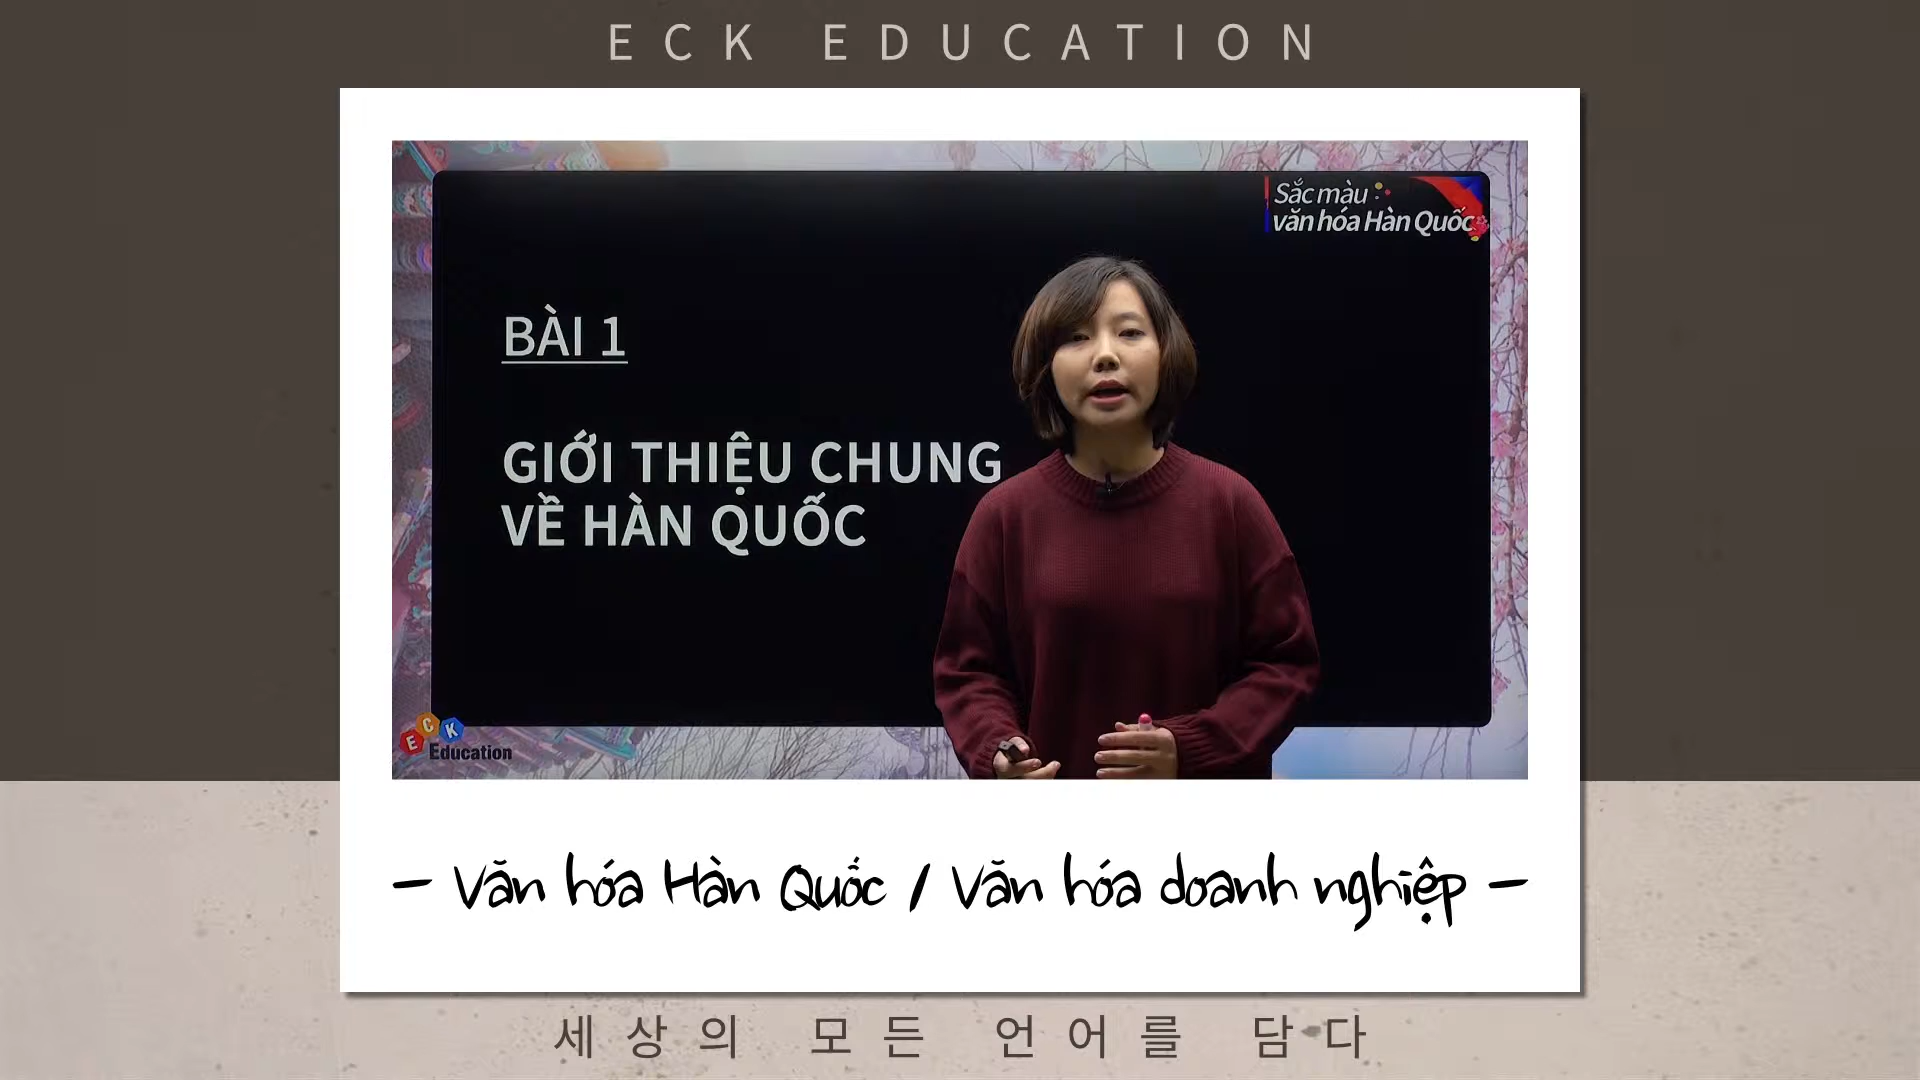 ECK EDUCATION
Sắc màu
văn hóa Hàn Quốc
BÀI 1
GIỚI THIỆU CHUNG
VỀ HÀN QUỐC
ECK
Education
- Văn hóa Hàn Quốc / Văn hóa doanh nghiệp -
세상의 모든 언어를 담다